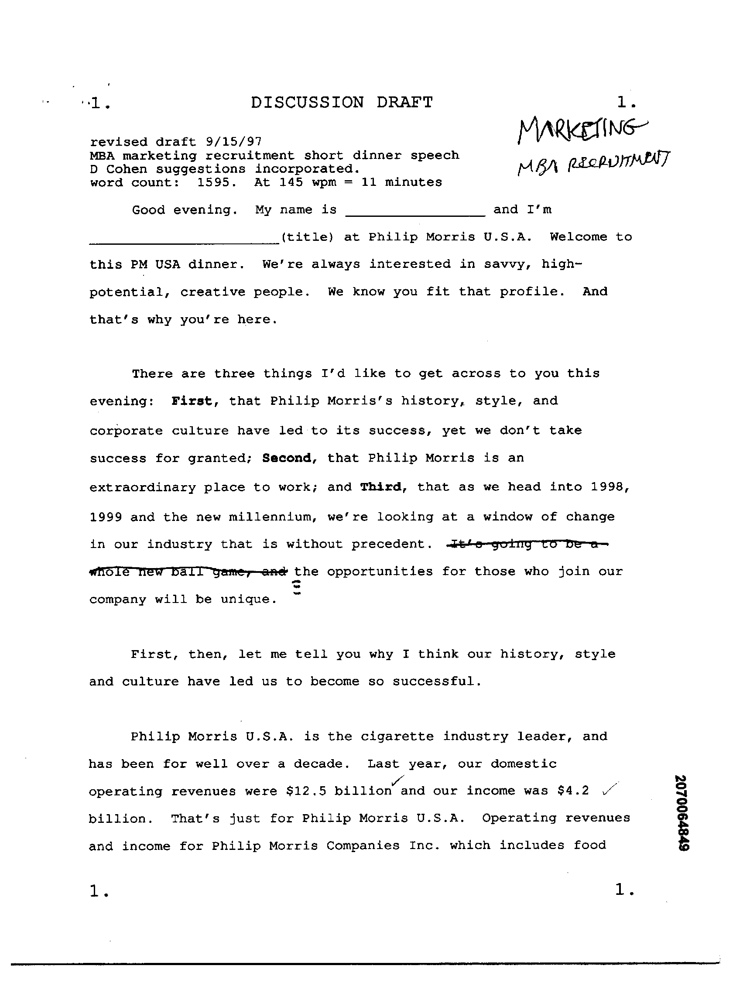 1. DISCUSSION DRAFT 1.
MARKETING
MBA RECRUITMENT
revised draft 9/15/97
MBA marketing recruitment short dinner speech
D Cohen suggestions incorporated.
word count: 1595. At 145 wpm = 11 minutes
Good evening. My name is _________________ and I'm
_______________________(title) at Philip Morris U.S.A. Welcome to
this PM USA dinner. We're always interested in savvy, high-
potential, creative people. We know you fit that profile. And
that's why you're here.
There are three things I'd like to get across to you this
evening: First, that Philip Morris's history, style, and
corporate culture have led to its success, yet we don't take
success for granted; Second, that Philip Morris is an
extraordinary place to work; and Third, that as we head into 1998,
1999 and the new millennium, we're looking at a window of change
in our industry that is without precedent. It's going to be a
whole new ball game, and the opportunities for those who join our
company will be unique.
First, then, let me tell you why I think our history, style
and culture have led us to become so successful.
Philip Morris U.S.A. is the cigarette industry leader, and
has been for well over a decade. Last year, our domestic
operating revenues were $12.5 billion ✓ and our income was $4.2 ✓
billion. That's just for Philip Morris U.S.A. Operating revenues
and income for Philip Morris Companies Inc. which includes food
1. 1.
2070064849